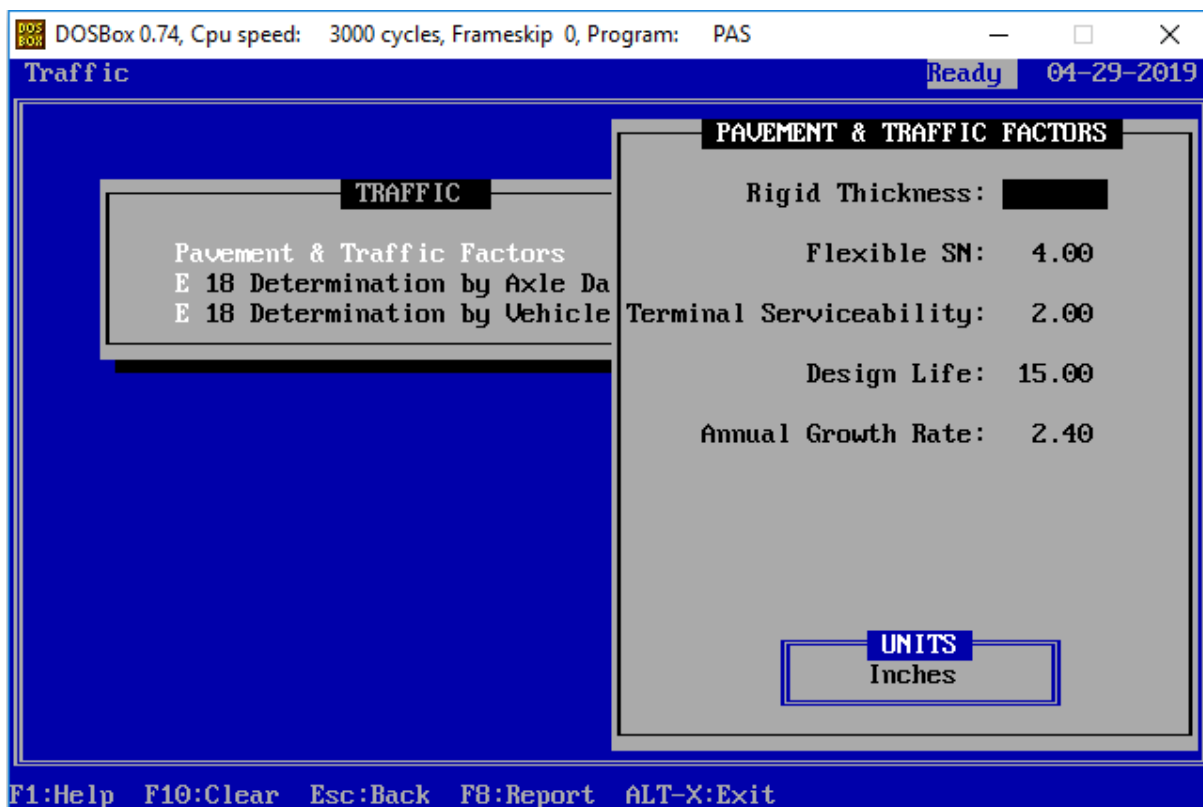 DOS BOX DOSBox 0.74, Cpu speed: 3000 cycles, Frameskip 0, Program: PAS
Traffic Ready 04-29-2019
TRAFFIC
Pavement & Traffic Factors
E 18 Determination by Axle Da
E 18 Determination by Vehicle
PAVEMENT & TRAFFIC FACTORS
Rigid Thickness:
Flexible SN: 4.00
Terminal Serviceability: 2.00
Design Life: 15.00
Annual Growth Rate: 2.40
UNITS
Inches
F1:Help F10:Clear Esc:Back F8:Report ALT-X:Exit